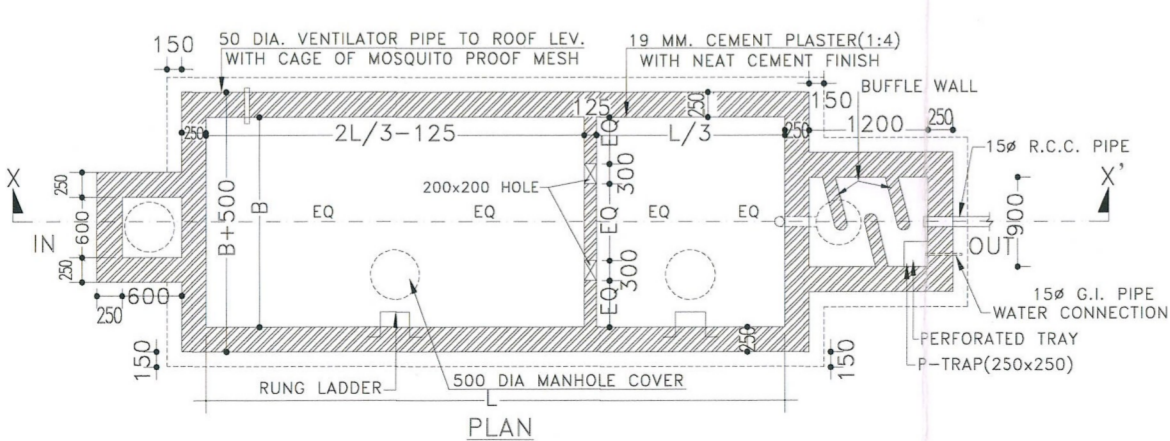 150
50 DIA. VENTILATOR PIPE TO ROOF LEV.
WITH CAGE OF MOSQUITO PROOF MESH
19 MM. CEMENT PLASTER(1:4)
WITH NEAT CEMENT FINISH
150
BUFFLE WALL
250
125
250
2L/3-125
EQ
L/3
250
1200
250
15ø R.C.C. PIPE
X
250
200x200 HOLE
300
X'
600
B+500
B
EQ
EQ
EQ
EQ
EQ
900
IN
OUT
250
300
600
250
EQ
15ø G.I. PIPE
WATER CONNECTION
250
PERFORATED TRAY
150
150
P-TRAP(250x250)
RUNG LADDER
500 DIA MANHOLE COVER
L
PLAN